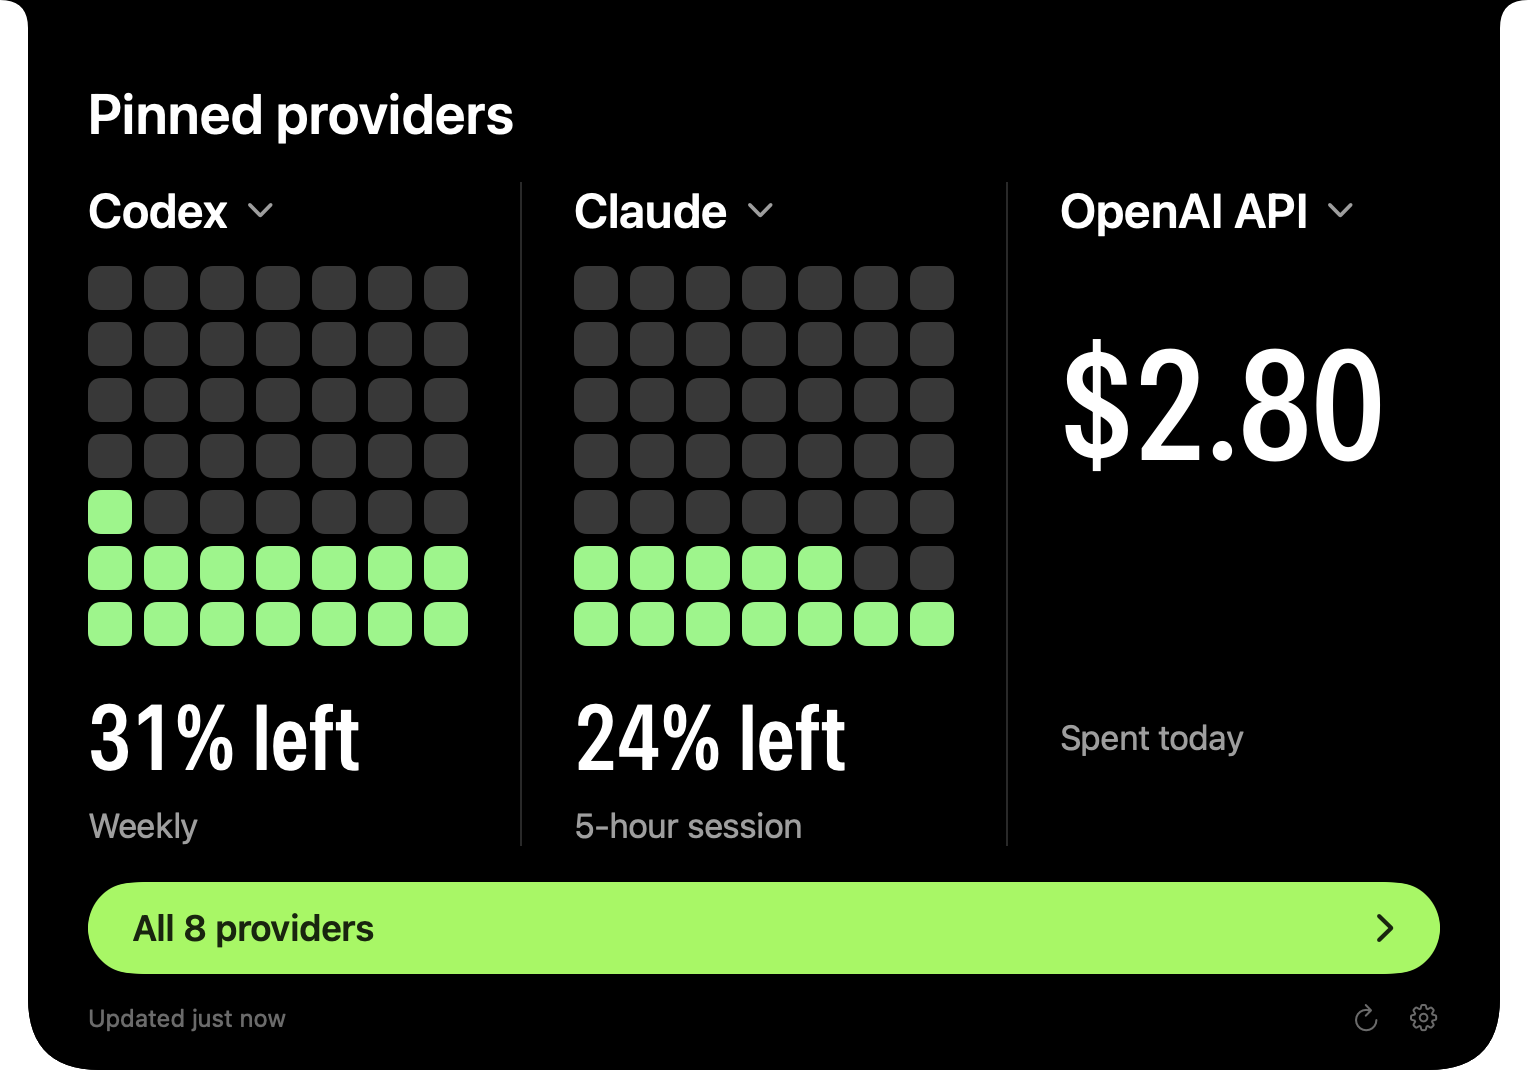 Pinned providers
Codex
Claude
OpenAI API
$2.80
31% left
24% left
Spent today
Weekly
5-hour session
All 8 providers
Updated just now